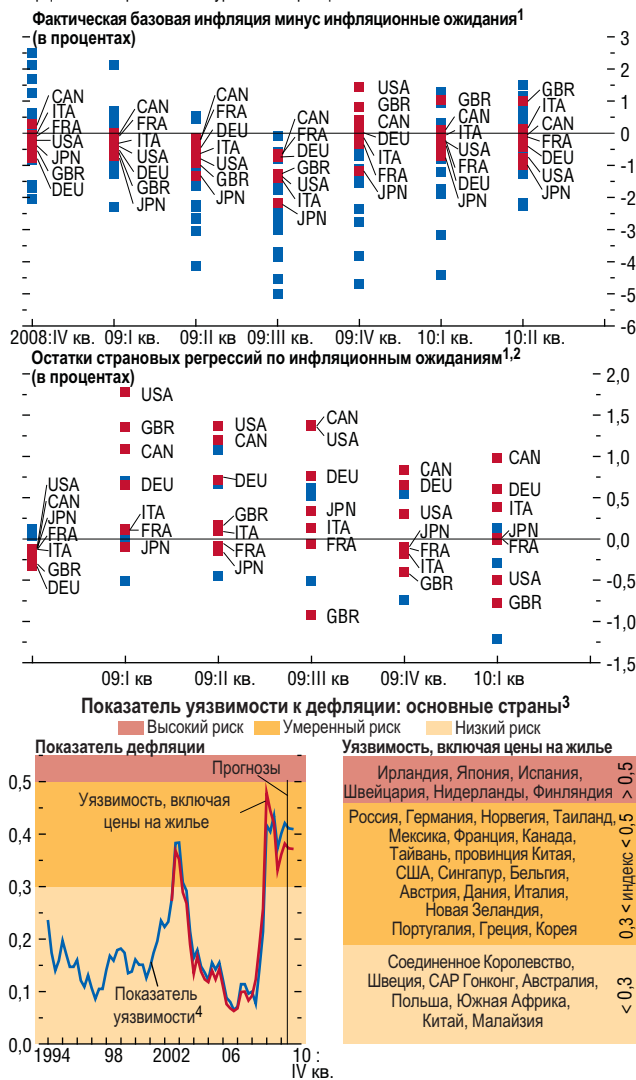 Фактическая базовая инфляция минус инфляционные ожидания1
(в процентах)
3
2
1
0
-1
-2
-3
-4
-5
-6
CAN
ITA
FRA
USA
JPN
GBR
DEU
CAN
FRA
ITA
USA
DEU
GBR
JPN
CAN
FRA
DEU
ITA
USA
GBR
JPN
CAN
FRA
DEU
GBR
USA
ITA
JPN
USA
GBR
CAN
DEU
ITA
FRA
JPN
GBR
CAN
ITA
USA
FRA
DEU
JPN
GBR
ITA
CAN
FRA
DEU
USA
JPN
2008:IV кв. 09:I кв. 09:II кв 09:III кв. 09:IV кв. 10:I кв. 10:II кв.
Остатки страновых регрессий по инфляционным ожиданиям1,2
(в процентах)
2,0
1,5
1,0
0,5
0,0
-0,5
-1,0
-1,5
USA
CAN
JPN
FRA
ITA
GBR
DEU
USA
GBR
CAN
DEU
ITA
FRA
JPN
USA
CAN
DEU
GBR
ITA
FRA
JPN
CAN
USA
DEU
JPN
ITA
FRA
GBR
CAN
DEU
USA
JPN
FRA
ITA
GBR
CAN
DEU
ITA
JPN
FRA
USA
GBR
09:I кв 09:II кв. 09:III кв 09:IV кв. 10:I кв
Показатель уязвимости к дефляции: основные страны3
Высокий риск Умеренный риск Низкий риск
Показатель дефляции
Прогнозы
Уязвимость, включая
цены на жилье
Показатель
уязвимости4
0,5
0,4
0,3
0,2
0,1
0,0
1994 98 2002 06 10 :
IV кв.
Уязвимость, включая цены на жилье
Ирландия, Япония, Испания,
Швейцария, Нидерланды, Финляндия
> 0,5
Россия, Германия, Норвегия, Таиланд,
Мексика, Франция, Канада,
Тайвань, провинция Китая,
США, Сингапур, Бельгия,
Австрия, Дания, Италия,
Новая Зеландия,
Португалия, Греция, Корея
0,3 < индекс < 0,5
Соединенное Королевство,
Швеция, САР Гонконг, Австралия,
Польша, Южная Африка,
Китай, Малайзия
< 0,3